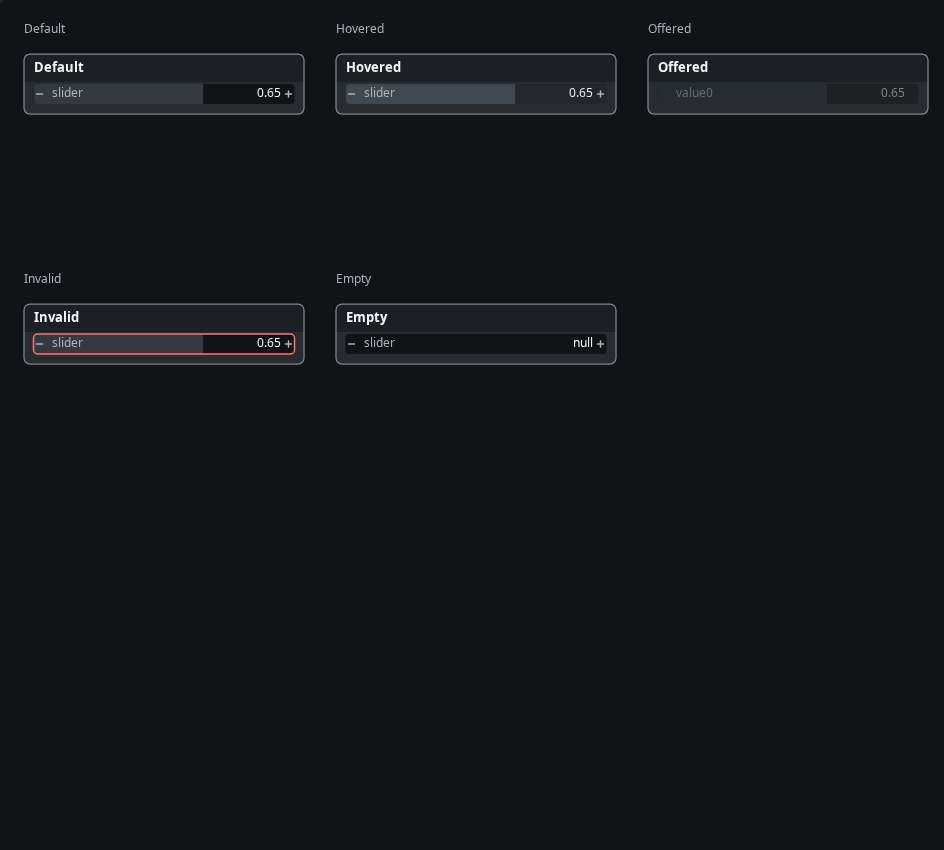 Default
Hovered
Offered
Default
Hovered
Offered
− slider 0.65 +
− slider 0.65 +
value0 0.65
Invalid
Empty
Invalid
Empty
− slider 0.65 +
− slider null +